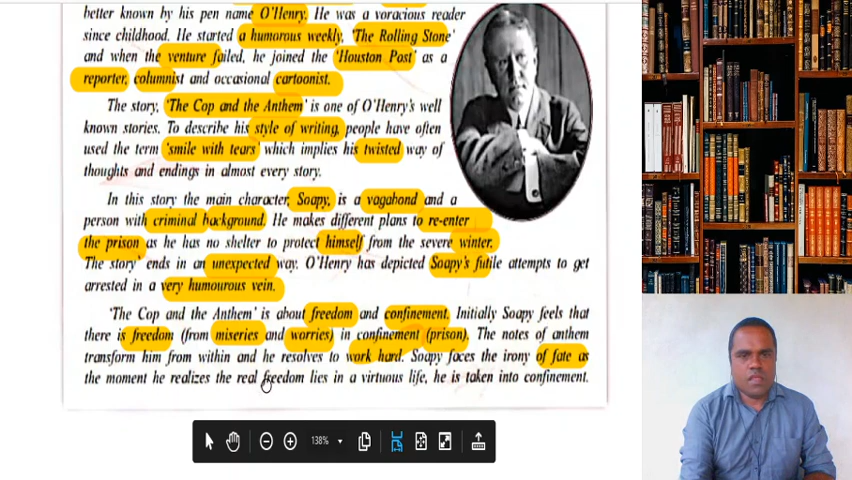 better known by his pen name O'Henry. He was a voracious reader
since childhood. He started a humorous weekly, 'The Rolling Stone'
and when the venture failed, he joined the 'Houston Post' as a
reporter, columnist and occasional cartoonist.
The story, 'The Cop and the Anthem' is one of O'Henry's well
known stories. To describe his style of writing, people have often
used the term 'smile with tears' which implies his twisted way of
thoughts and endings in almost every story.
In this story the main character, Soapy, is a vagabond and a
person with criminal background. He makes different plans to re-enter
the prison as he has no shelter to protect himself from the severe winter.
The story' ends in an unexpected way. O'Henry has depicted Soapy's futile attempts to get
arrested in a very humourous vein.
'The Cop and the Anthem' is about freedom and confinement. Initially Soapy feels that
there is freedom (from miseries and worries) in confinement (prison). The notes of anthem
transform him from within and he resolves to work hard. Soapy faces the irony of fate as
the moment he realizes the real freedom lies in a virtuous life, he is taken into confinement.
138%